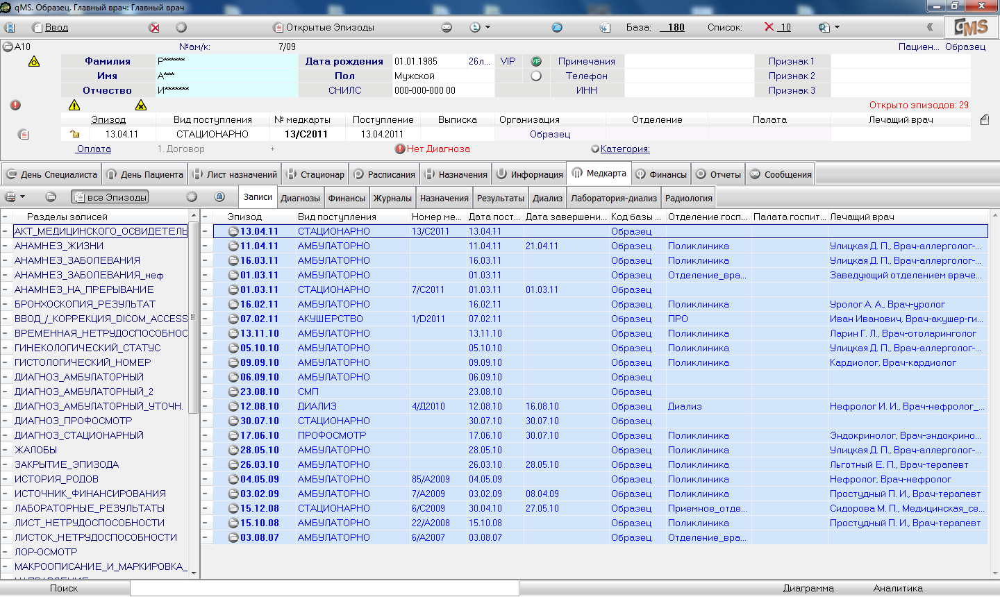 qMS. Образец. Главный врач: Главный врач
Ввод Открытые Эпизоды База: 180 Список: 10 qMS
А10 №ам/к: 7/09 Пациен... Образец
Фамилия Р******* Дата рождения 01.01.1985 26л... VIP VIP Примечания Признак 1
Имя А**** Пол Мужской Телефон Признак 2
Отчество И******** СНИЛС 000-000-000 00 ИНН Признак 3
Открыто эпизодов: 29
Эпизод Вид поступления № медкарты Поступление Выписка Организация Отделение Палата Лечащий врач
13.04.11 СТАЦИОНАРНО 13/С2011 13.04.2011 Образец
Оплата 1. Договор + Нет Диагноза Категория:
День Специалиста День Пациента Лист назначений Стационар Расписания Назначения Информация Медкарта Финансы Отчеты Сообщения
все Эпизоды Записи Диагнозы Финансы Журналы Назначения Результаты Диализ Лаборатория-диализ Радиология
Разделы записей
АКТ_МЕДИЦИНСКОГО_ОСВИДЕТЕЛЬ
АНАМНЕЗ_ЖИЗНИ
АНАМНЕЗ_ЗАБОЛЕВАНИЯ
АНАМНЕЗ_ЗАБОЛЕВАНИЯ_неф
АНАМНЕЗ_НА_ПРЕРЫВАНИЕ
БРОНХОСКОПИЯ_РЕЗУЛЬТАТ
ВВОД_/_КОРРЕКЦИЯ_DICOM_ACCESS
ВРЕМЕННАЯ_НЕТРУДОСПОСОБНОС
ГИНЕКОЛОГИЧЕСКИЙ_СТАТУС
ГИСТОЛОГИЧЕСКИЙ_НОМЕР
ДИАГНОЗ_АМБУЛАТОРНЫЙ
ДИАГНОЗ_АМБУЛАТОРНЫЙ_2
ДИАГНОЗ_АМБУЛАТОРНЫЙ_УТОЧН.
ДИАГНОЗ_ПРОФОСМОТР
ДИАГНОЗ_СТАЦИОНАРНЫЙ
ЖАЛОБЫ
ЗАКРЫТИЕ_ЭПИЗОДА
ИСТОРИЯ_РОДОВ
ИСТОЧНИК_ФИНАНСИРОВАНИЯ
ЛАБОРАТОРНЫЕ_РЕЗУЛЬТАТЫ
ЛИСТ_НЕТРУДОСПОСОБНОСТИ
ЛИСТОК_НЕТРУДОСПОСОБНОСТИ
ЛОР-ОСМОТР
МАКРООПИСАНИЕ_И_МАРКИРОВКА_
Эпизод Вид поступления Номер ме... Дата пост... Дата завершени... Код базы ... Отделение госп... Палата госпит... Лечащий врач
13.04.11 СТАЦИОНАРНО 13/С2011 13.04.11 Образец
11.04.11 АМБУЛАТОРНО 11.04.11 21.04.11 Образец Поликлиника Улицкая Д. П., Врач-аллерголог-...
16.03.11 АМБУЛАТОРНО 16.03.11 Образец Поликлиника Улицкая Д. П., Врач-аллерголог-...
01.03.11 АМБУЛАТОРНО 01.03.11 Образец Отделение_вра... Заведующий отделением враче...
01.03.11 СТАЦИОНАРНО 7/С2011 01.03.11 01.03.11 Образец
16.02.11 АМБУЛАТОРНО 16.02.11 Образец Поликлиника Уролог А. А., Врач-уролог
07.02.11 АКУШЕРСТВО 1/D2011 07.02.11 Образец ПРО Иван Иванович, Врач-акушер-ги...
13.11.10 АМБУЛАТОРНО 13.11.10 Образец Поликлиника Ларин Г. Л., Врач-отоларинголог
05.10.10 АМБУЛАТОРНО 05.10.10 Образец Поликлиника Улицкая Д. П., Врач-аллерголог-...
09.09.10 АМБУЛАТОРНО 09.09.10 Образец Поликлиника Кардиолог, Врач-кардиолог
06.09.10 АМБУЛАТОРНО 06.09.10 Образец
23.08.10 СМП 23.08.10 Образец
12.08.10 ДИАЛИЗ 4/Д2010 12.08.10 16.08.10 Образец Диализ Нефролог И. И., Врач-нефролог_...
30.07.10 СТАЦИОНАРНО 30.07.10 30.07.10 Образец
17.06.10 ПРОФОСМОТР 17.06.10 30.07.10 Образец Поликлиника Эндокринолог, Врач-эндокрино...
28.05.10 АМБУЛАТОРНО 28.05.10 Образец Поликлиника Улицкая Д. П., Врач-аллерголог-...
26.03.10 АМБУЛАТОРНО 26.03.10 28.05.10 Образец Поликлиника Льготный Е. П., Врач-терапевт
04.05.09 АМБУЛАТОРНО 85/А2009 04.05.09 Образец Поликлиника Нефролог, Врач-нефролог
03.02.09 АМБУЛАТОРНО 7/А2009 03.02.09 08.04.09 Образец Поликлиника Простудный П. И., Врач-терапевт
15.12.08 СТАЦИОНАРНО 6/С2009 30.04.10 27.05.10 Образец Приемное_отде... Сидорова М. П., Медицинская_се...
15.10.08 АМБУЛАТОРНО 22/А2008 15.10.08 Образец Поликлиника Простудный П. И., Врач-терапевт
03.08.07 АМБУЛАТОРНО 6/А2007 03.08.07 Образец Отделение_вра...
Поиск Диаграмма Аналитика